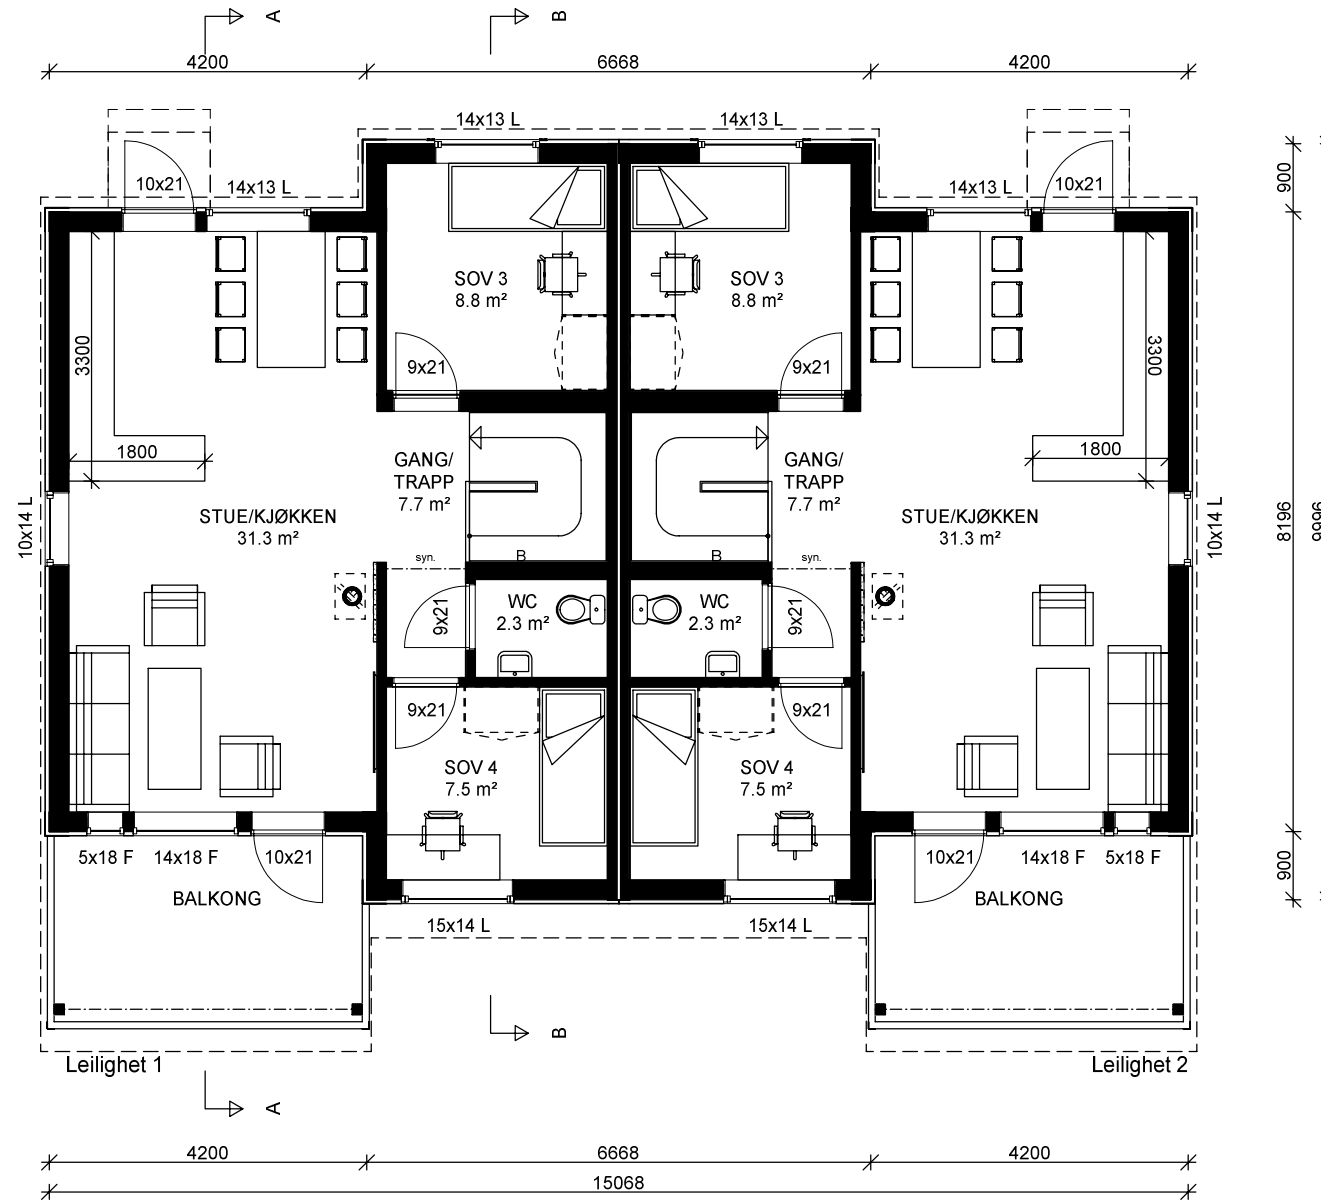 A
B
4200
6668
4200
14x13 L
14x13 L
10x21
14x13 L
14x13 L
10x21
900
SOV 3
8.8 m²
SOV 3
8.8 m²
3300
9x21
9x21
3300
1800
1800
GANG/
TRAPP
7.7 m²
GANG/
TRAPP
7.7 m²
10x14 L
STUE/KJØKKEN
31.3 m²
STUE/KJØKKEN
31.3 m²
10x14 L
8196
9996
syn.
B
B
syn.
9x21
WC
2.3 m²
WC
2.3 m²
9x21
9x21
9x21
SOV 4
7.5 m²
SOV 4
7.5 m²
5x18 F
14x18 F
10x21
10x21
14x18 F
5x18 F
900
BALKONG
BALKONG
15x14 L
15x14 L
B
Leilighet 1
Leilighet 2
A
4200
6668
4200
15068